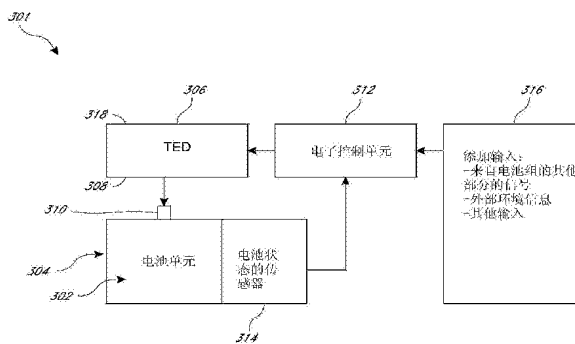 301
318
306
312
316
TED
电子控制单元
添加输入:
-来自电池组的其他
部分的信号
-外部环境信息
-其他输入
308
310
304
302
电池单元
电池状
态的传
感器
314